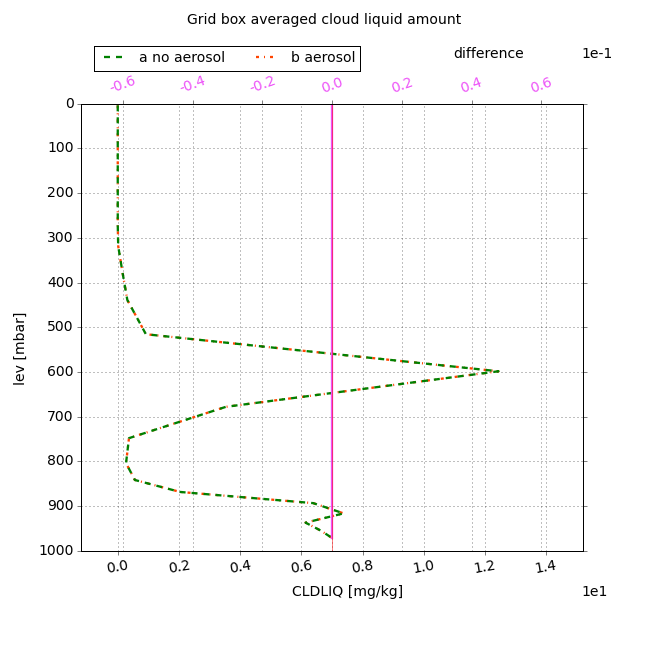 Grid box averaged cloud liquid amount
a no aerosol b aerosol difference 1e-1
-0.6 -0.4 -0.2 0.0 0.2 0.4 0.6
0
100
200
300
400
500
600
700
800
900
1000
lev [mbar]
0.0 0.2 0.4 0.6 0.8 1.0 1.2 1.4
CLDLIQ [mg/kg] 1e1